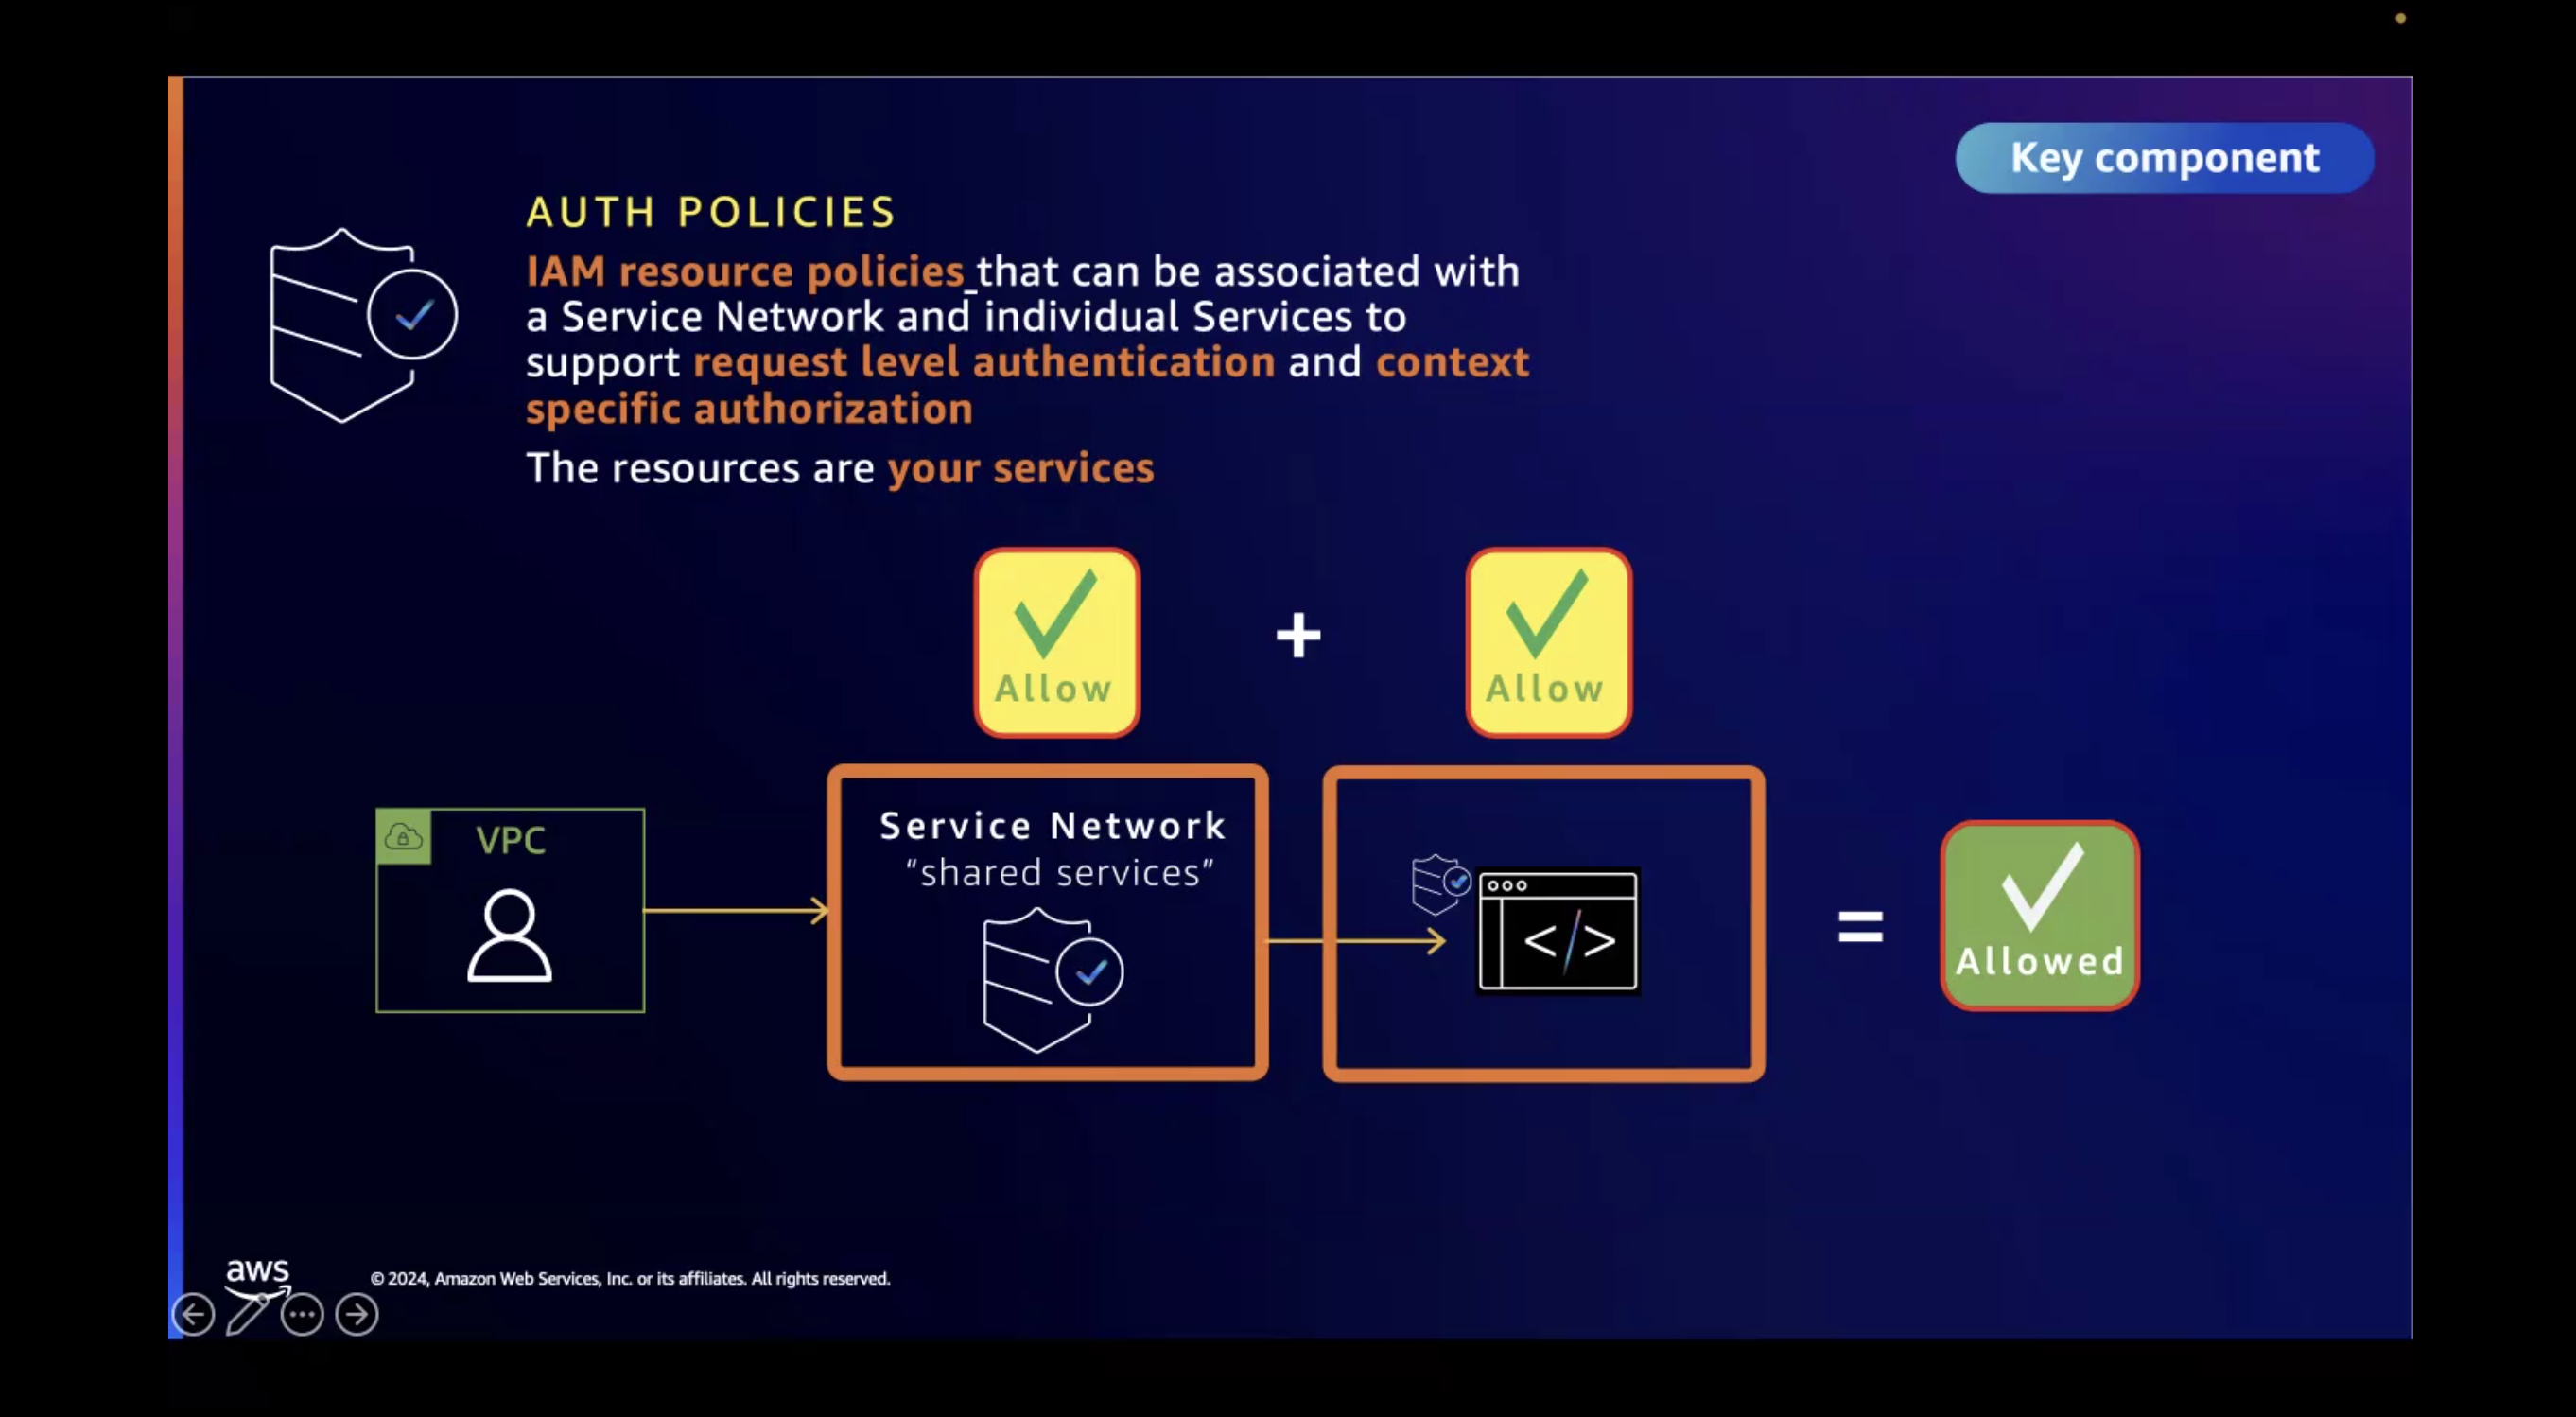 Key component
AUTH POLICIES
IAM resource policies that can be associated with
a Service Network and individual Services to
support request level authentication and context
specific authorization
The resources are your services
Allow
+
Allow
VPC
Service Network
“shared services”
</>
=
Allowed
aws
© 2024, Amazon Web Services, Inc. or its affiliates. All rights reserved.